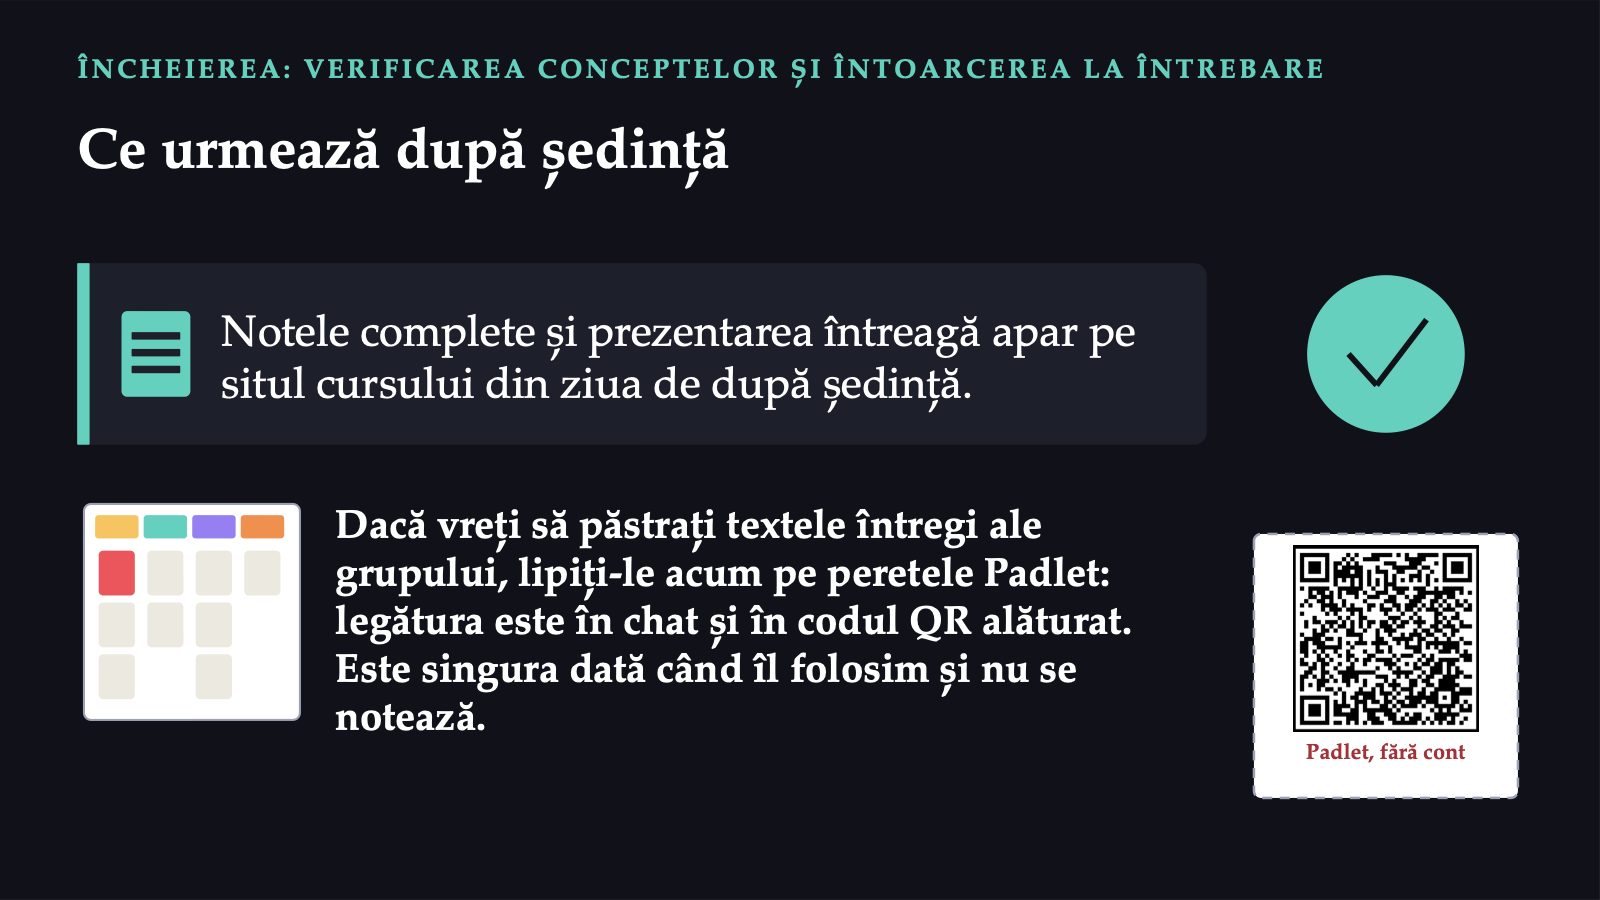 ÎNCHEIEREA: VERIFICAREA CONCEPTELOR ȘI ÎNTOARCEREA LA ÎNTREBARE
Ce urmează după ședință
Notele complete și prezentarea întreagă apar pe
situl cursului din ziua de după ședință.
Dacă vreți să păstrați textele întregi ale
grupului, lipiți-le acum pe peretele Padlet:
legătura este în chat și în codul QR alăturat.
Este singura dată când îl folosim și nu se
notează.
Padlet, fără cont